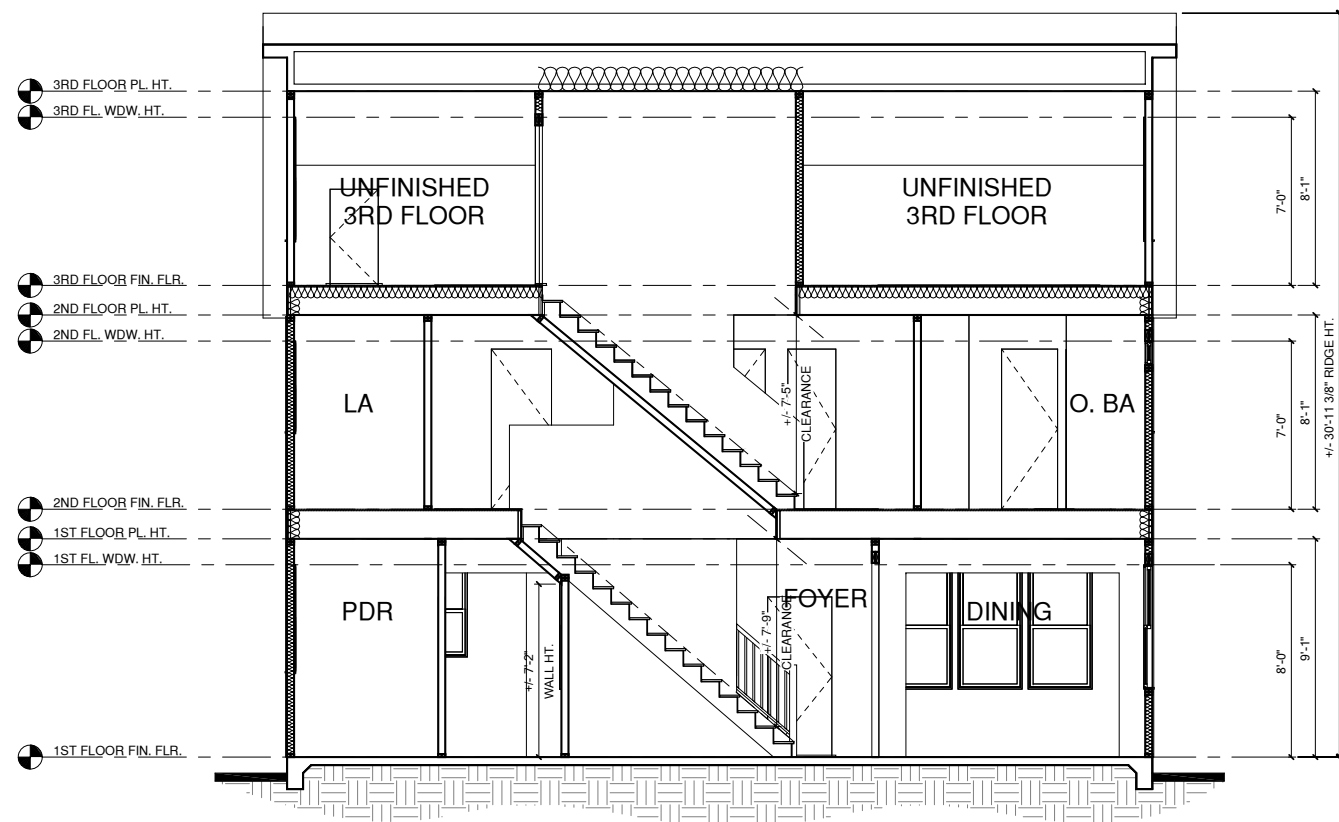 3RD FLOOR PL. HT.
3RD FL. WDW. HT.
UNFINISHED
3RD FLOOR
UNFINISHED
3RD FLOOR
7'-0"
8'-1"
3RD FLOOR FIN. FLR.
2ND FLOOR PL. HT.
2ND FL. WDW. HT.
LA
+/- 7'-5"
CLEARANCE
O. BA
7'-0"
8'-1"
+/- 30'-11 3/8" RIDGE HT.
2ND FLOOR FIN. FLR.
1ST FLOOR PL. HT.
1ST FL. WDW. HT.
PDR
+/- 7'-2"
WALL HT.
+/- 7'-9"
CLEARANCE
FOYER
DINING
8'-0"
9'-1"
1ST FLOOR FIN. FLR.